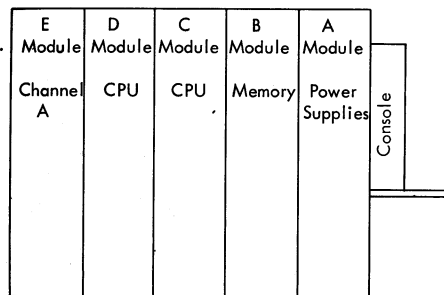 E
Module
Channel
A
D
Module
CPU
C
Module
CPU
B
Module
Memory
A
Module
Power
Supplies
Console